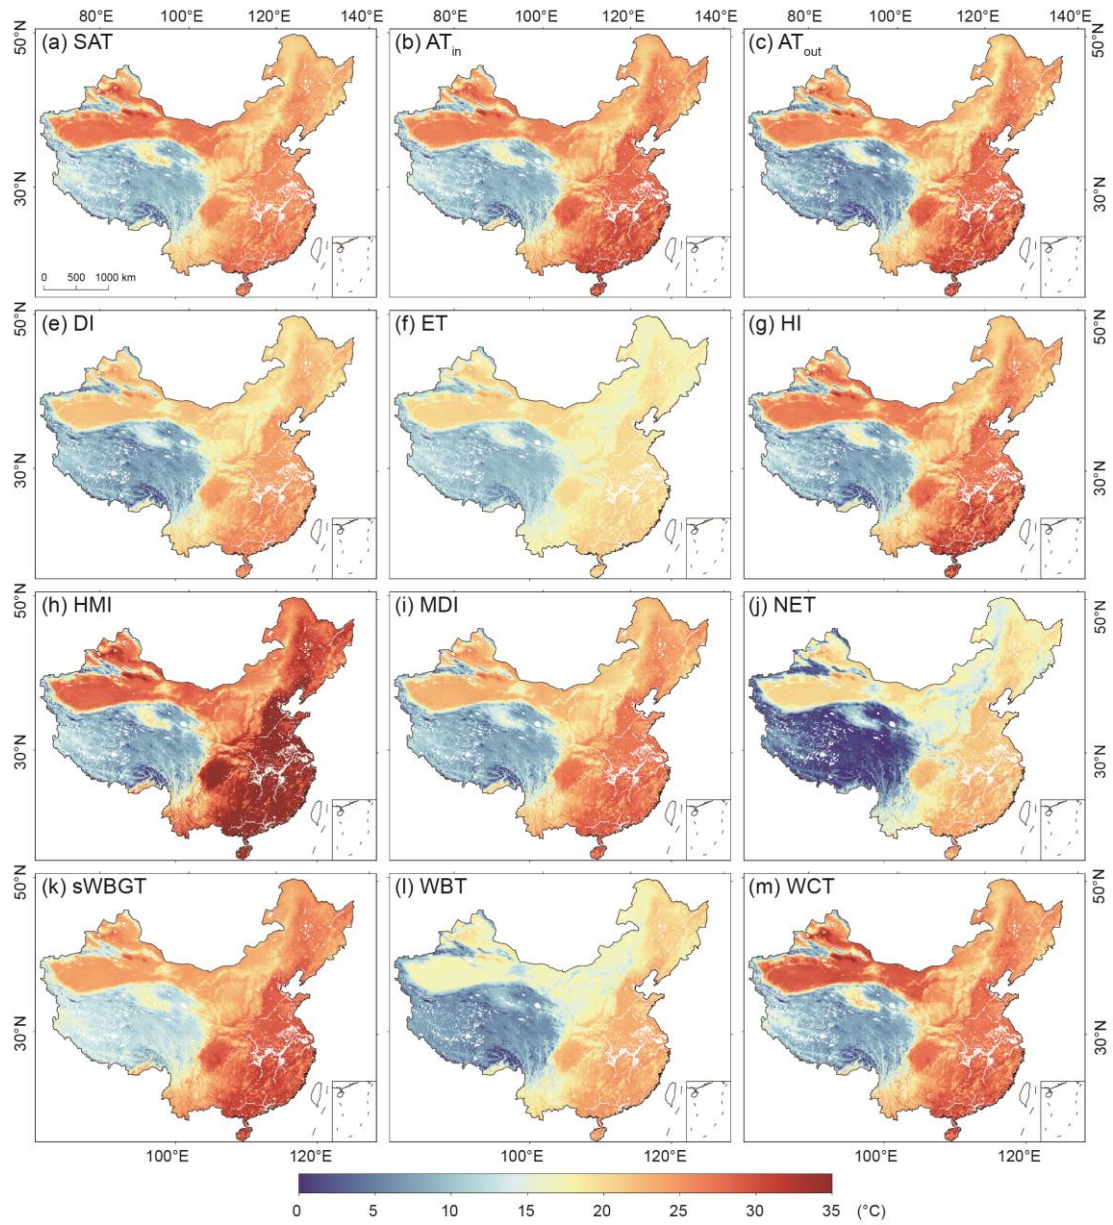 80°E 100°E 120°E 140°E 80°E 100°E 120°E 140°E 80°E 100°E 120°E 140°E
(a) SAT (b) ATin (c) ATout
50°N 50°N
30°N 30°N
0 500 1000 km
(e) DI (f) ET (g) HI
50°N 50°N
30°N 30°N
(h) HMI (i) MDI (j) NET
50°N 50°N
30°N 30°N
(k) sWBGT (l) WBT (m) WCT
50°N 50°N
30°N 30°N
100°E 120°E 100°E 120°E 100°E 120°E
0 5 10 15 20 25 30 35 (°C)